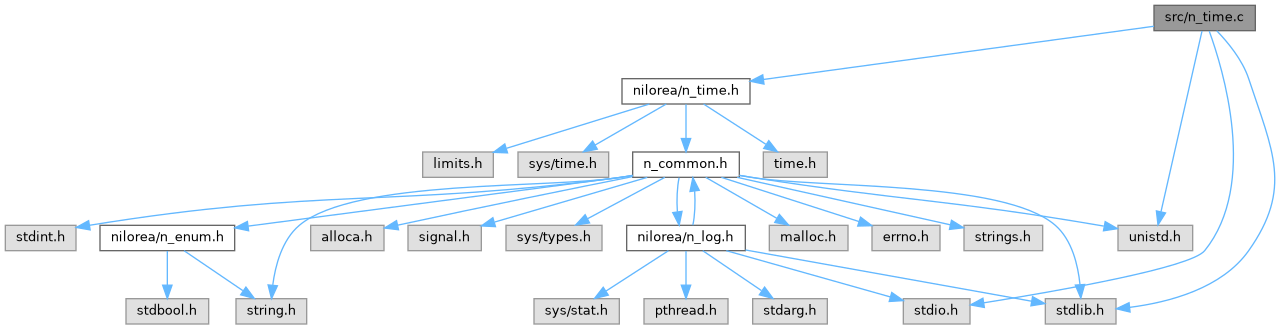 src/n_time.c
nilorea/n_time.h
limits.h
sys/time.h
n_common.h
time.h
stdint.h
nilorea/n_enum.h
alloca.h
signal.h
sys/types.h
nilorea/n_log.h
malloc.h
errno.h
strings.h
unistd.h
stdbool.h
string.h
sys/stat.h
pthread.h
stdarg.h
stdio.h
stdlib.h